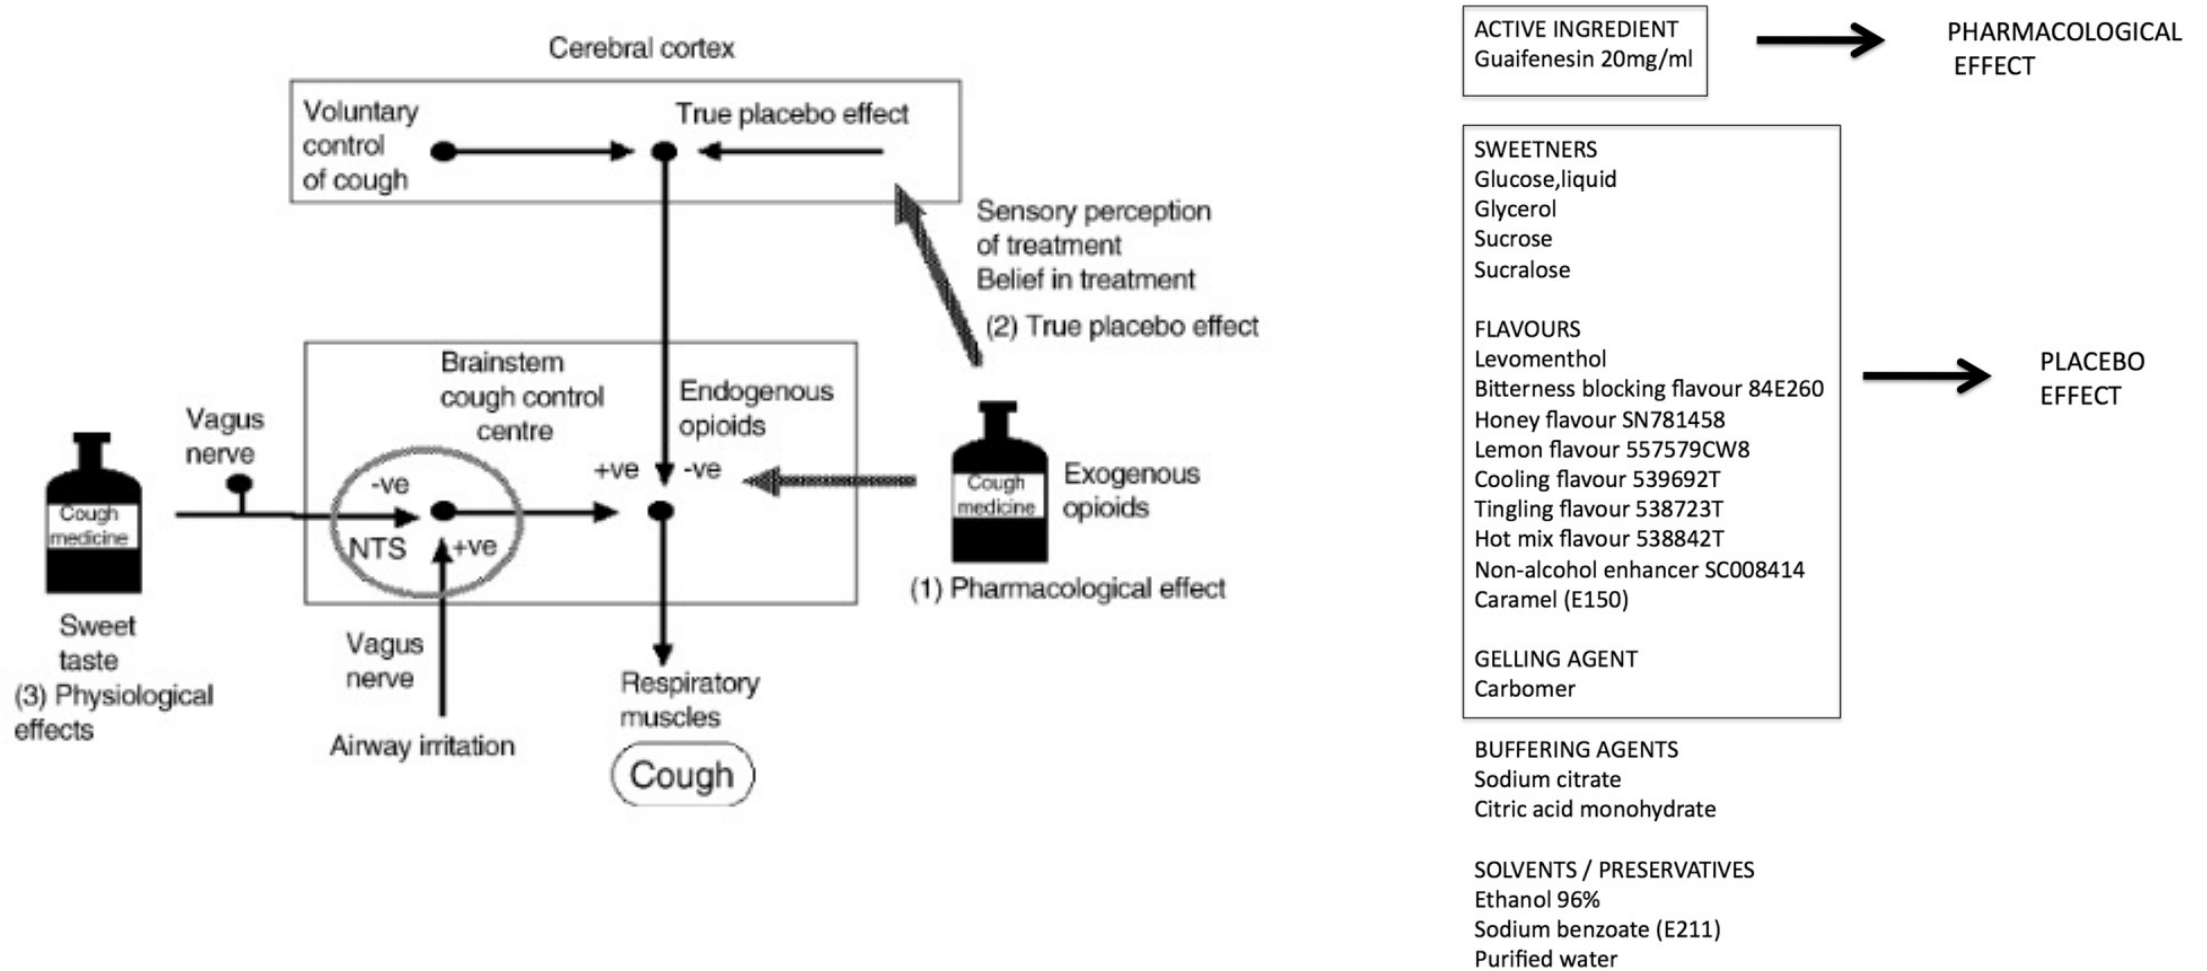 Cerebral cortex
Voluntary
control
of cough
True placebo effect
Sensory perception
of treatment
Belief in treatment
(2) True placebo effect
Brainstem
cough control
centre
Endogenous
opioids
Vagus
nerve
-ve
+ve
-ve
NTS
+ve
Cough
medicine
Sweet
taste
(3) Physiological
effects
Vagus
nerve
Airway irritation
Respiratory
muscles
Cough
Cough
medicine
Exogenous
opioids
(1) Pharmacological effect
ACTIVE INGREDIENT
Guaifenesin 20mg/ml
PHARMACOLOGICAL
EFFECT
SWEETNERS
Glucose,liquid
Glycerol
Sucrose
Sucralose
FLAVOURS
Levomenthol
Bitterness blocking flavour 84E260
Honey flavour SN781458
Lemon flavour 557579CW8
Cooling flavour 539692T
Tingling flavour 538723T
Hot mix flavour 538842T
Non-alcohol enhancer SC008414
Caramel (E150)
GELLING AGENT
Carbomer
PLACEBO
EFFECT
BUFFERING AGENTS
Sodium citrate
Citric acid monohydrate
SOLVENTS / PRESERVATIVES
Ethanol 96%
Sodium benzoate (E211)
Purified water